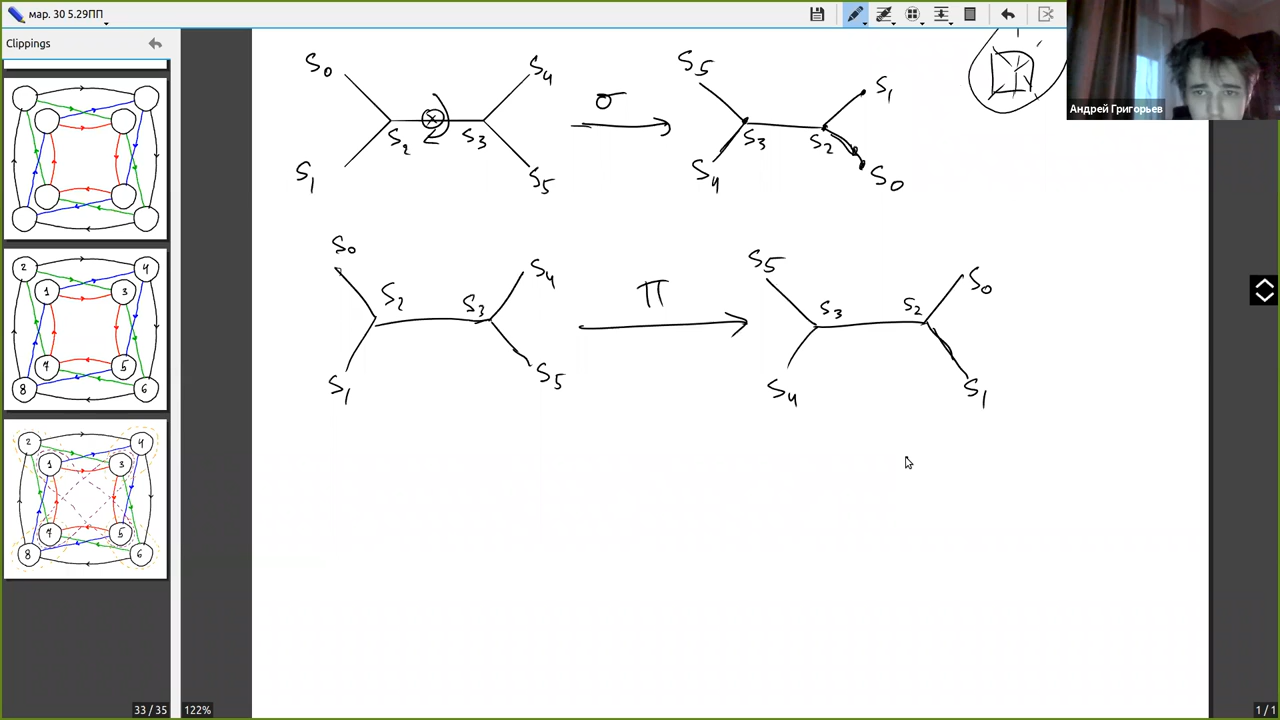 мар. 30 5.29ПП
Clippings
Андрей Григорьев
S0
S4
σ
S5
S1
S2
S3
S3
S2
S1
S5
S4
S0
S0
S4
π
S5
S0
S2
S3
S3
S2
S1
S5
S4
S1
2
4
1
3
7
5
8
6
2
4
1
3
7
5
8
6
33 / 35
122%
1 / 1